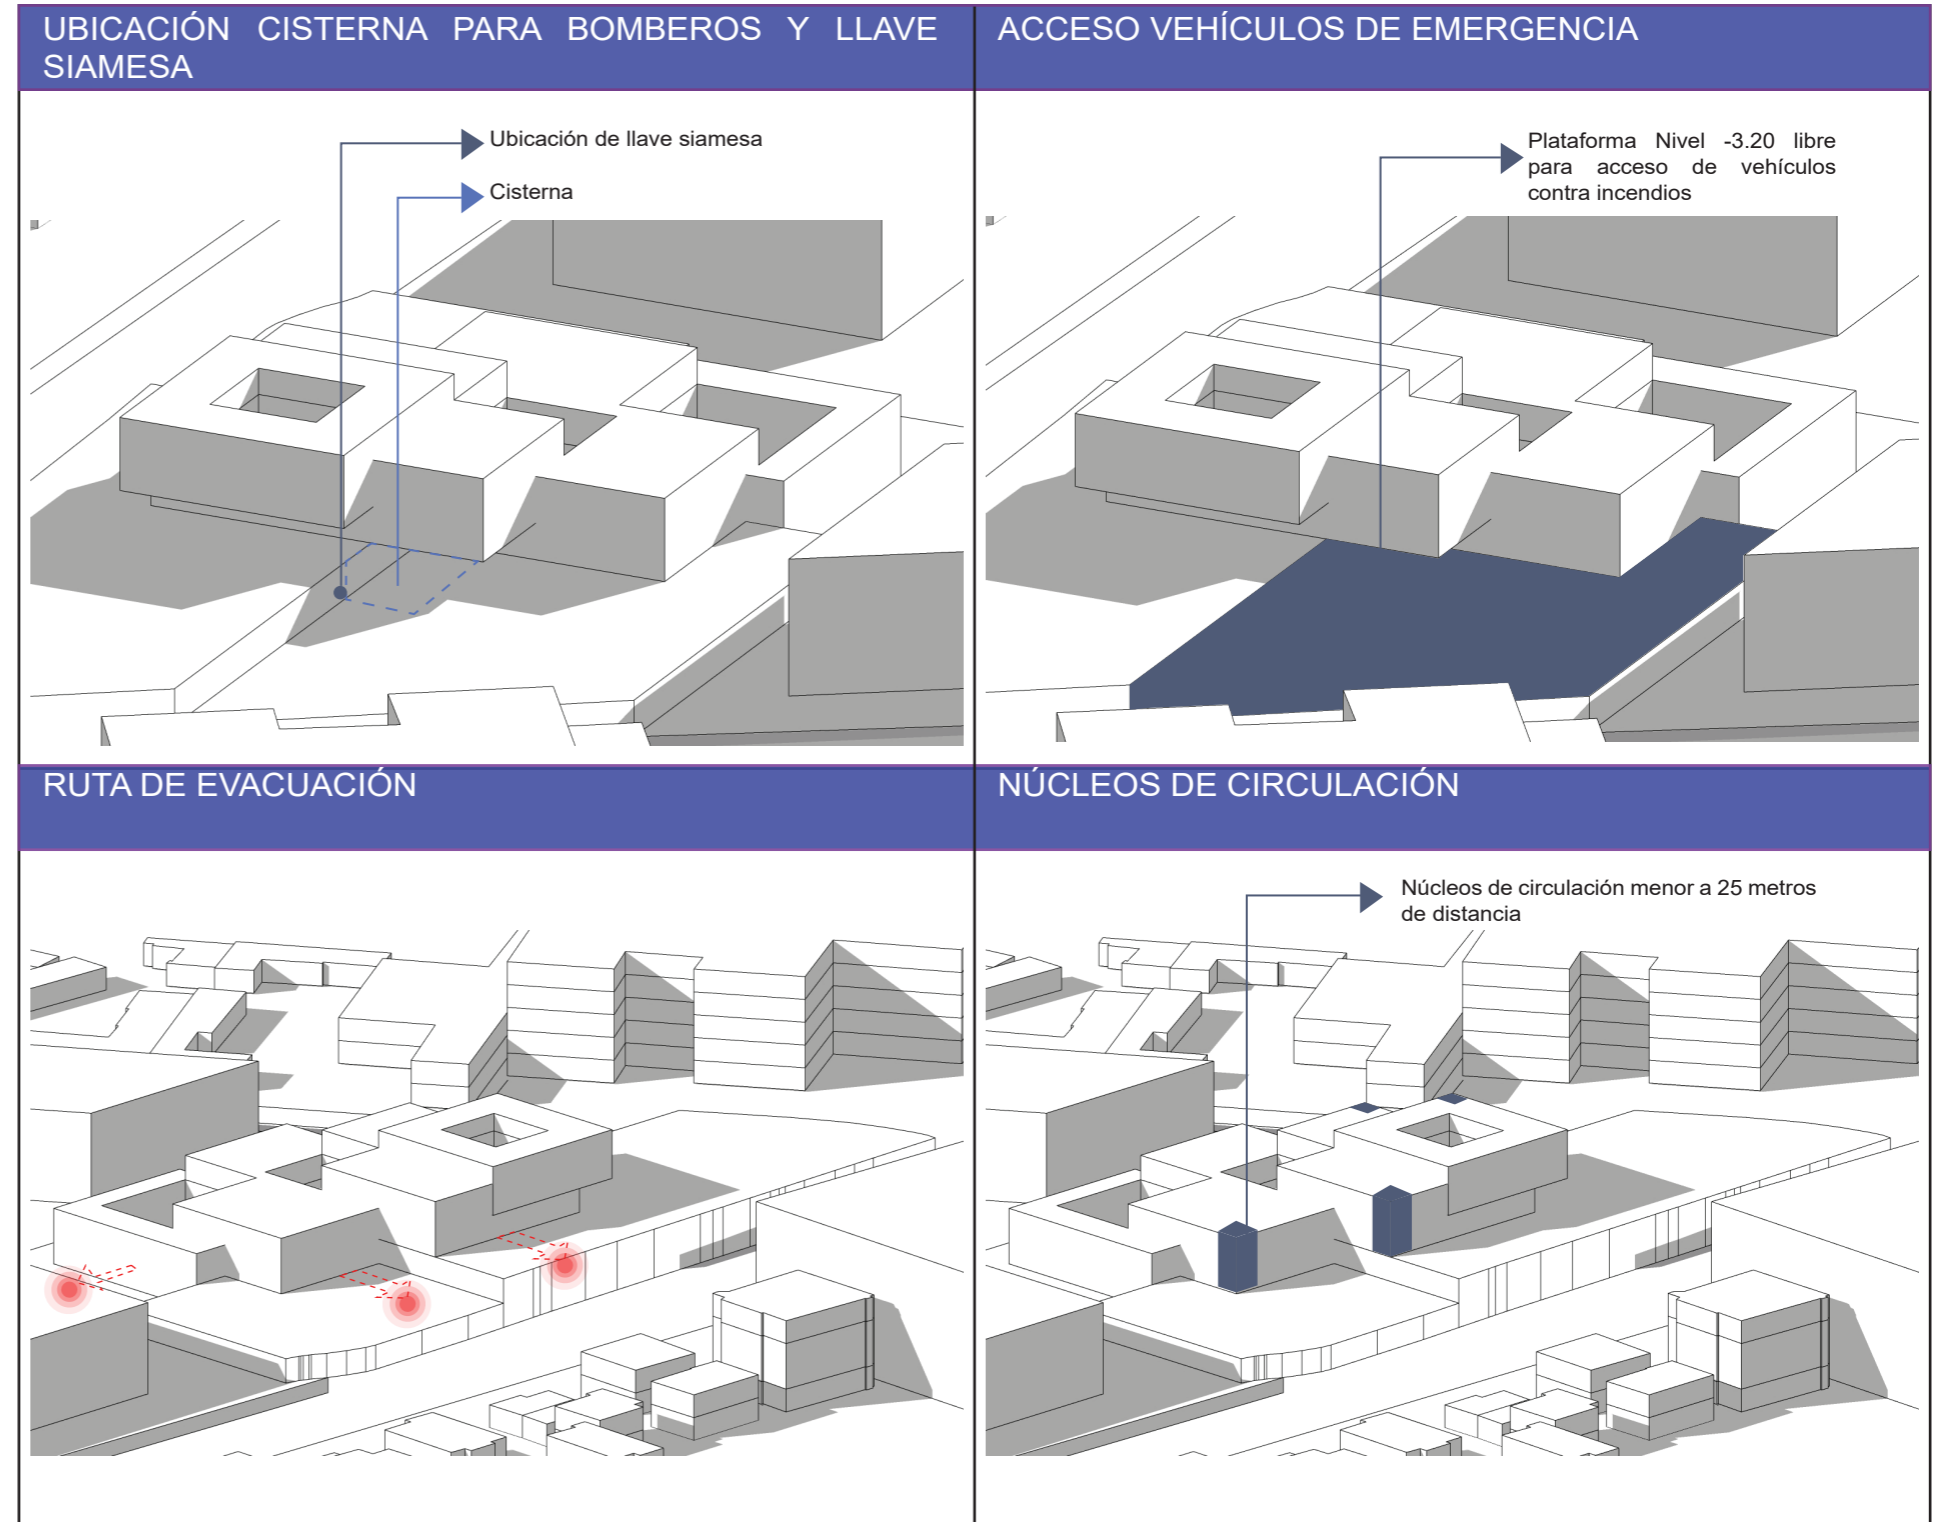 UBICACIÓN CISTERNA PARA BOMBEROS Y LLAVE
SIAMESA
Ubicación de llave siamesa
Cisterna
ACCESO VEHÍCULOS DE EMERGENCIA
Plataforma Nivel -3.20 libre
para acceso de vehículos
contra incendios
RUTA DE EVACUACIÓN
NÚCLEOS DE CIRCULACIÓN
Núcleos de circulación menor a 25 metros
de distancia